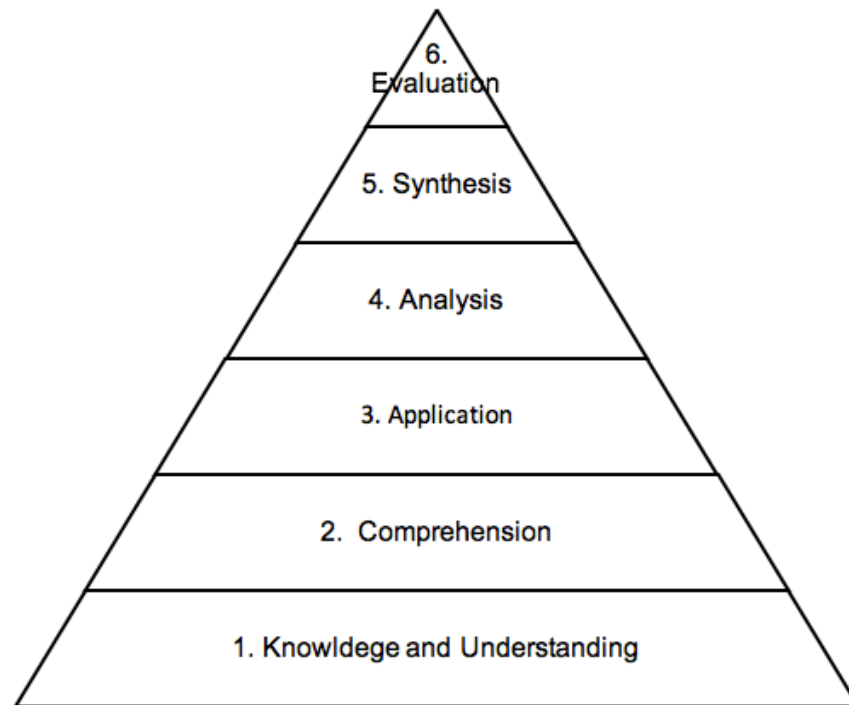 6.
Evaluation
5. Synthesis
4. Analysis
3. Application
2.  Comprehension
1. Knowldege and Understanding